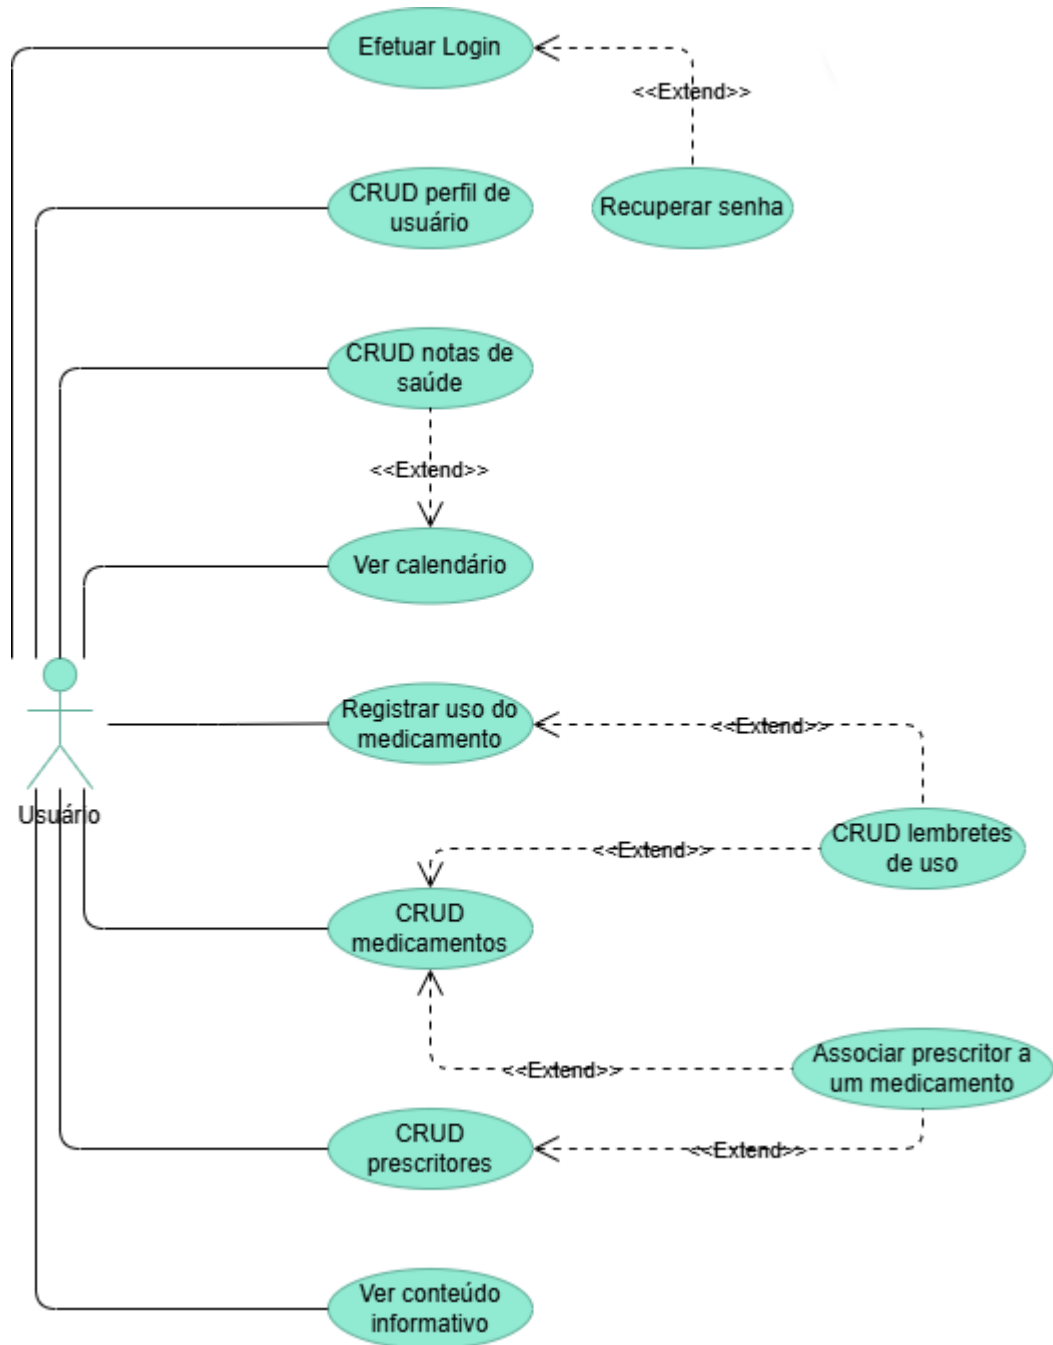 Efetuar Login
<<Extend>>
CRUD perfil de
usuário
Recuperar senha
CRUD notas de
saúde
<<Extend>>
Ver calendário
Registrar uso do
medicamento
<<Extend>>
Usuário
CRUD lembretes
de uso
<<Extend>>
CRUD
medicamentos
Associar prescritor a
um medicamento
<<Extend>>
CRUD
prescritores
<<Extend>>
Ver conteúdo
informativo